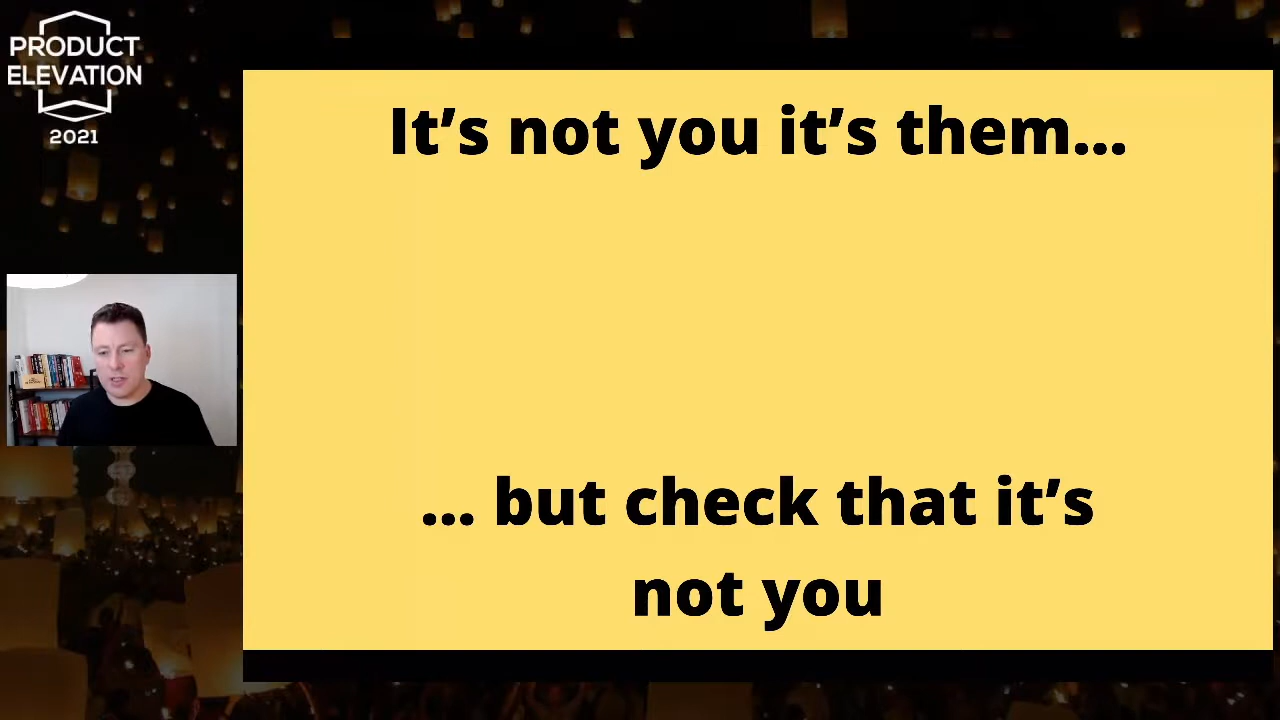 PRODUCT
ELEVATION
2021
It’s not you it’s them...
... but check that it’s
not you